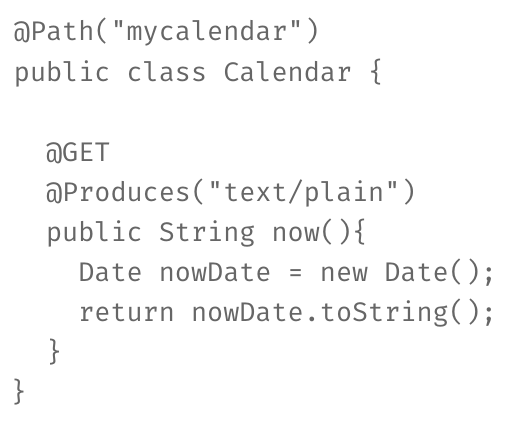 @Path("mycalendar")
public class Calendar {

  @GET
  @Produces("text/plain")
  public String now(){
    Date nowDate = new Date();
    return nowDate.toString();
  }
}